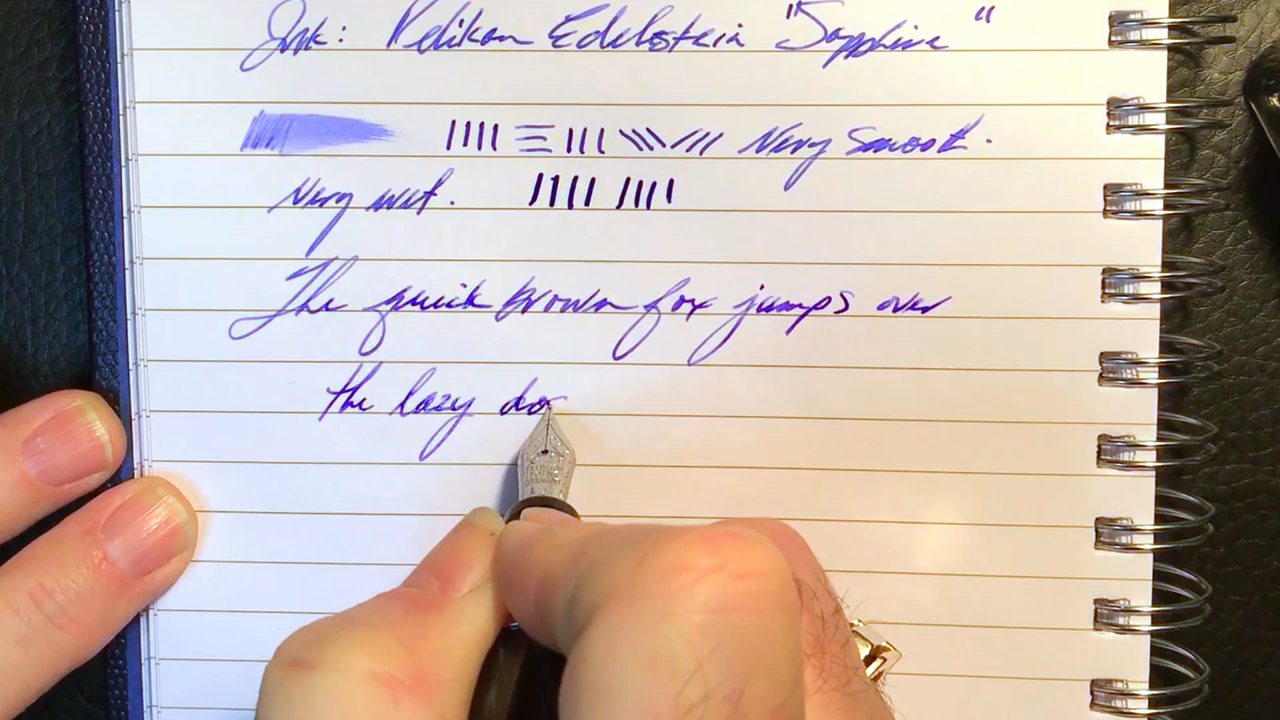 Ink: Pelikan Edelstein "Sapphire"
Very Smooth.
Very wet.
The quick brown fox jumps over
the lazy do